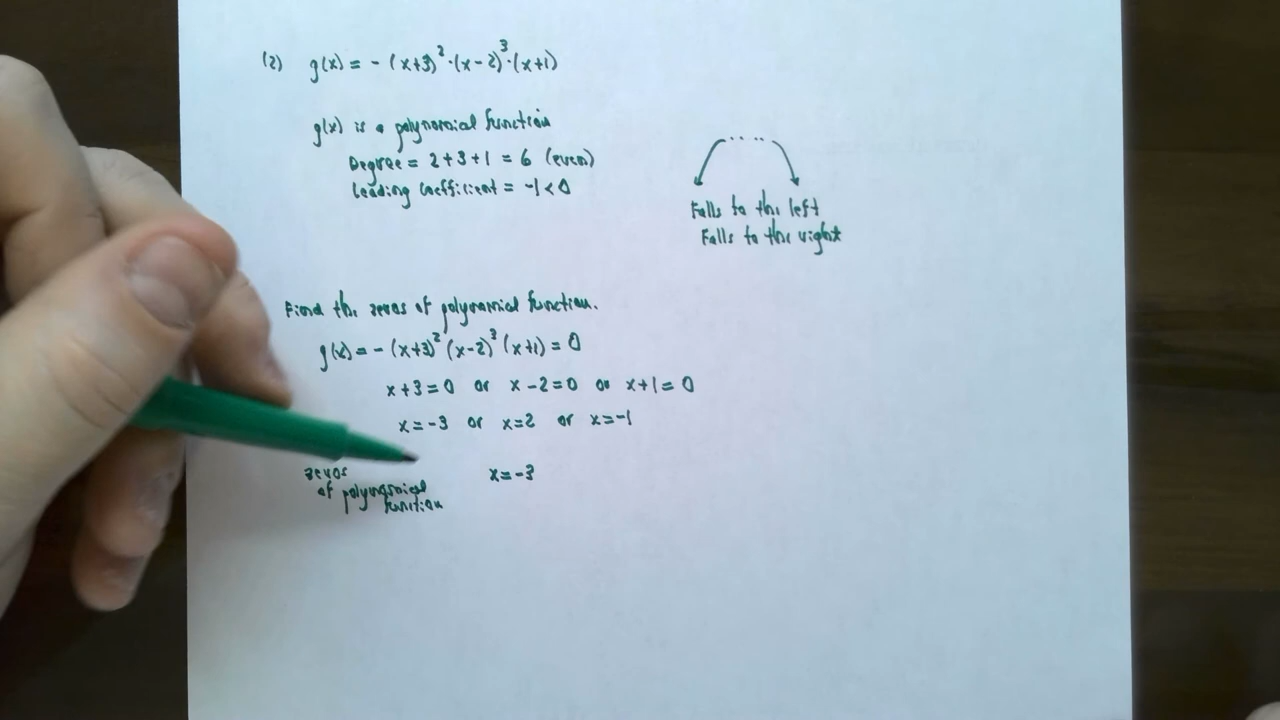 (2) g(x) = - (x+3)²·(x-2)³·(x+1)
g(x) is a polynomial function
Degree = 2+3+1 = 6 (even)
Leading Coefficient = -1<0
Falls to the left
Falls to the right
Find the zeros of polynomial function.
g(x) = - (x+3)² (x-2)³ (x+1) = 0
x+3=0 or x-2=0 or x+1=0
x=-3 or x=2 or x=-1
zeros x=-3
of polynomial
function